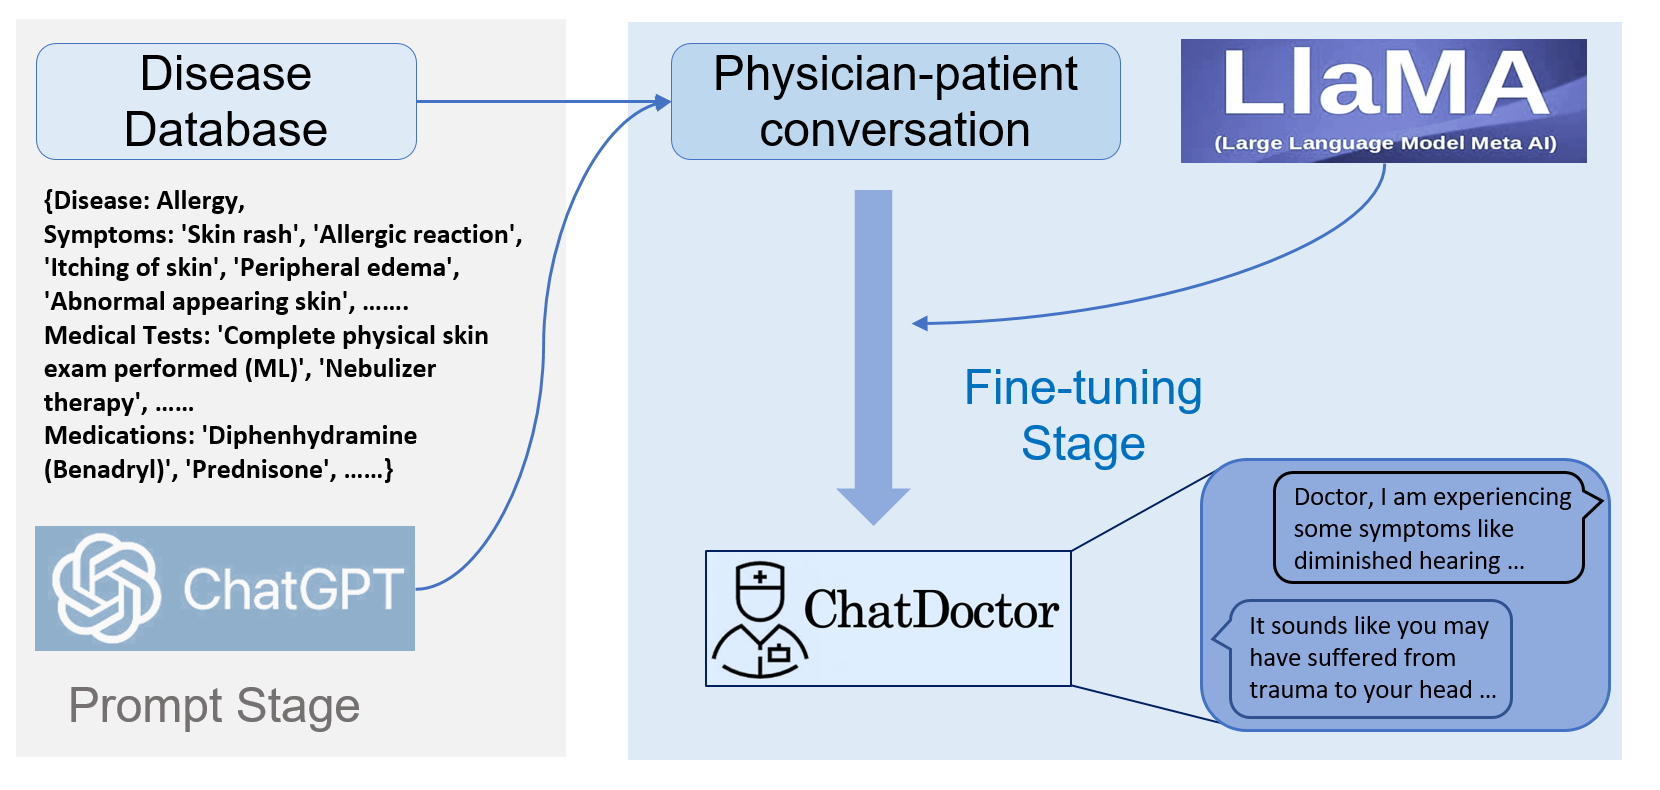 Disease
Database
{Disease: Allergy,
Symptoms: 'Skin rash', 'Allergic reaction',
'Itching of skin', 'Peripheral edema',
'Abnormal appearing skin', …….
Medical Tests: 'Complete physical skin
exam performed (ML)', 'Nebulizer
therapy', ……
Medications: 'Diphenhydramine
(Benadryl)', 'Prednisone', ……}
ChatGPT
Prompt Stage
Physician-patient
conversation
LlaMA
(Large Language Model Meta AI)
Fine-tuning
Stage
ChatDoctor
Doctor, I am experiencing
some symptoms like
diminished hearing ...
It sounds like you may
have suffered from
trauma to your head ...